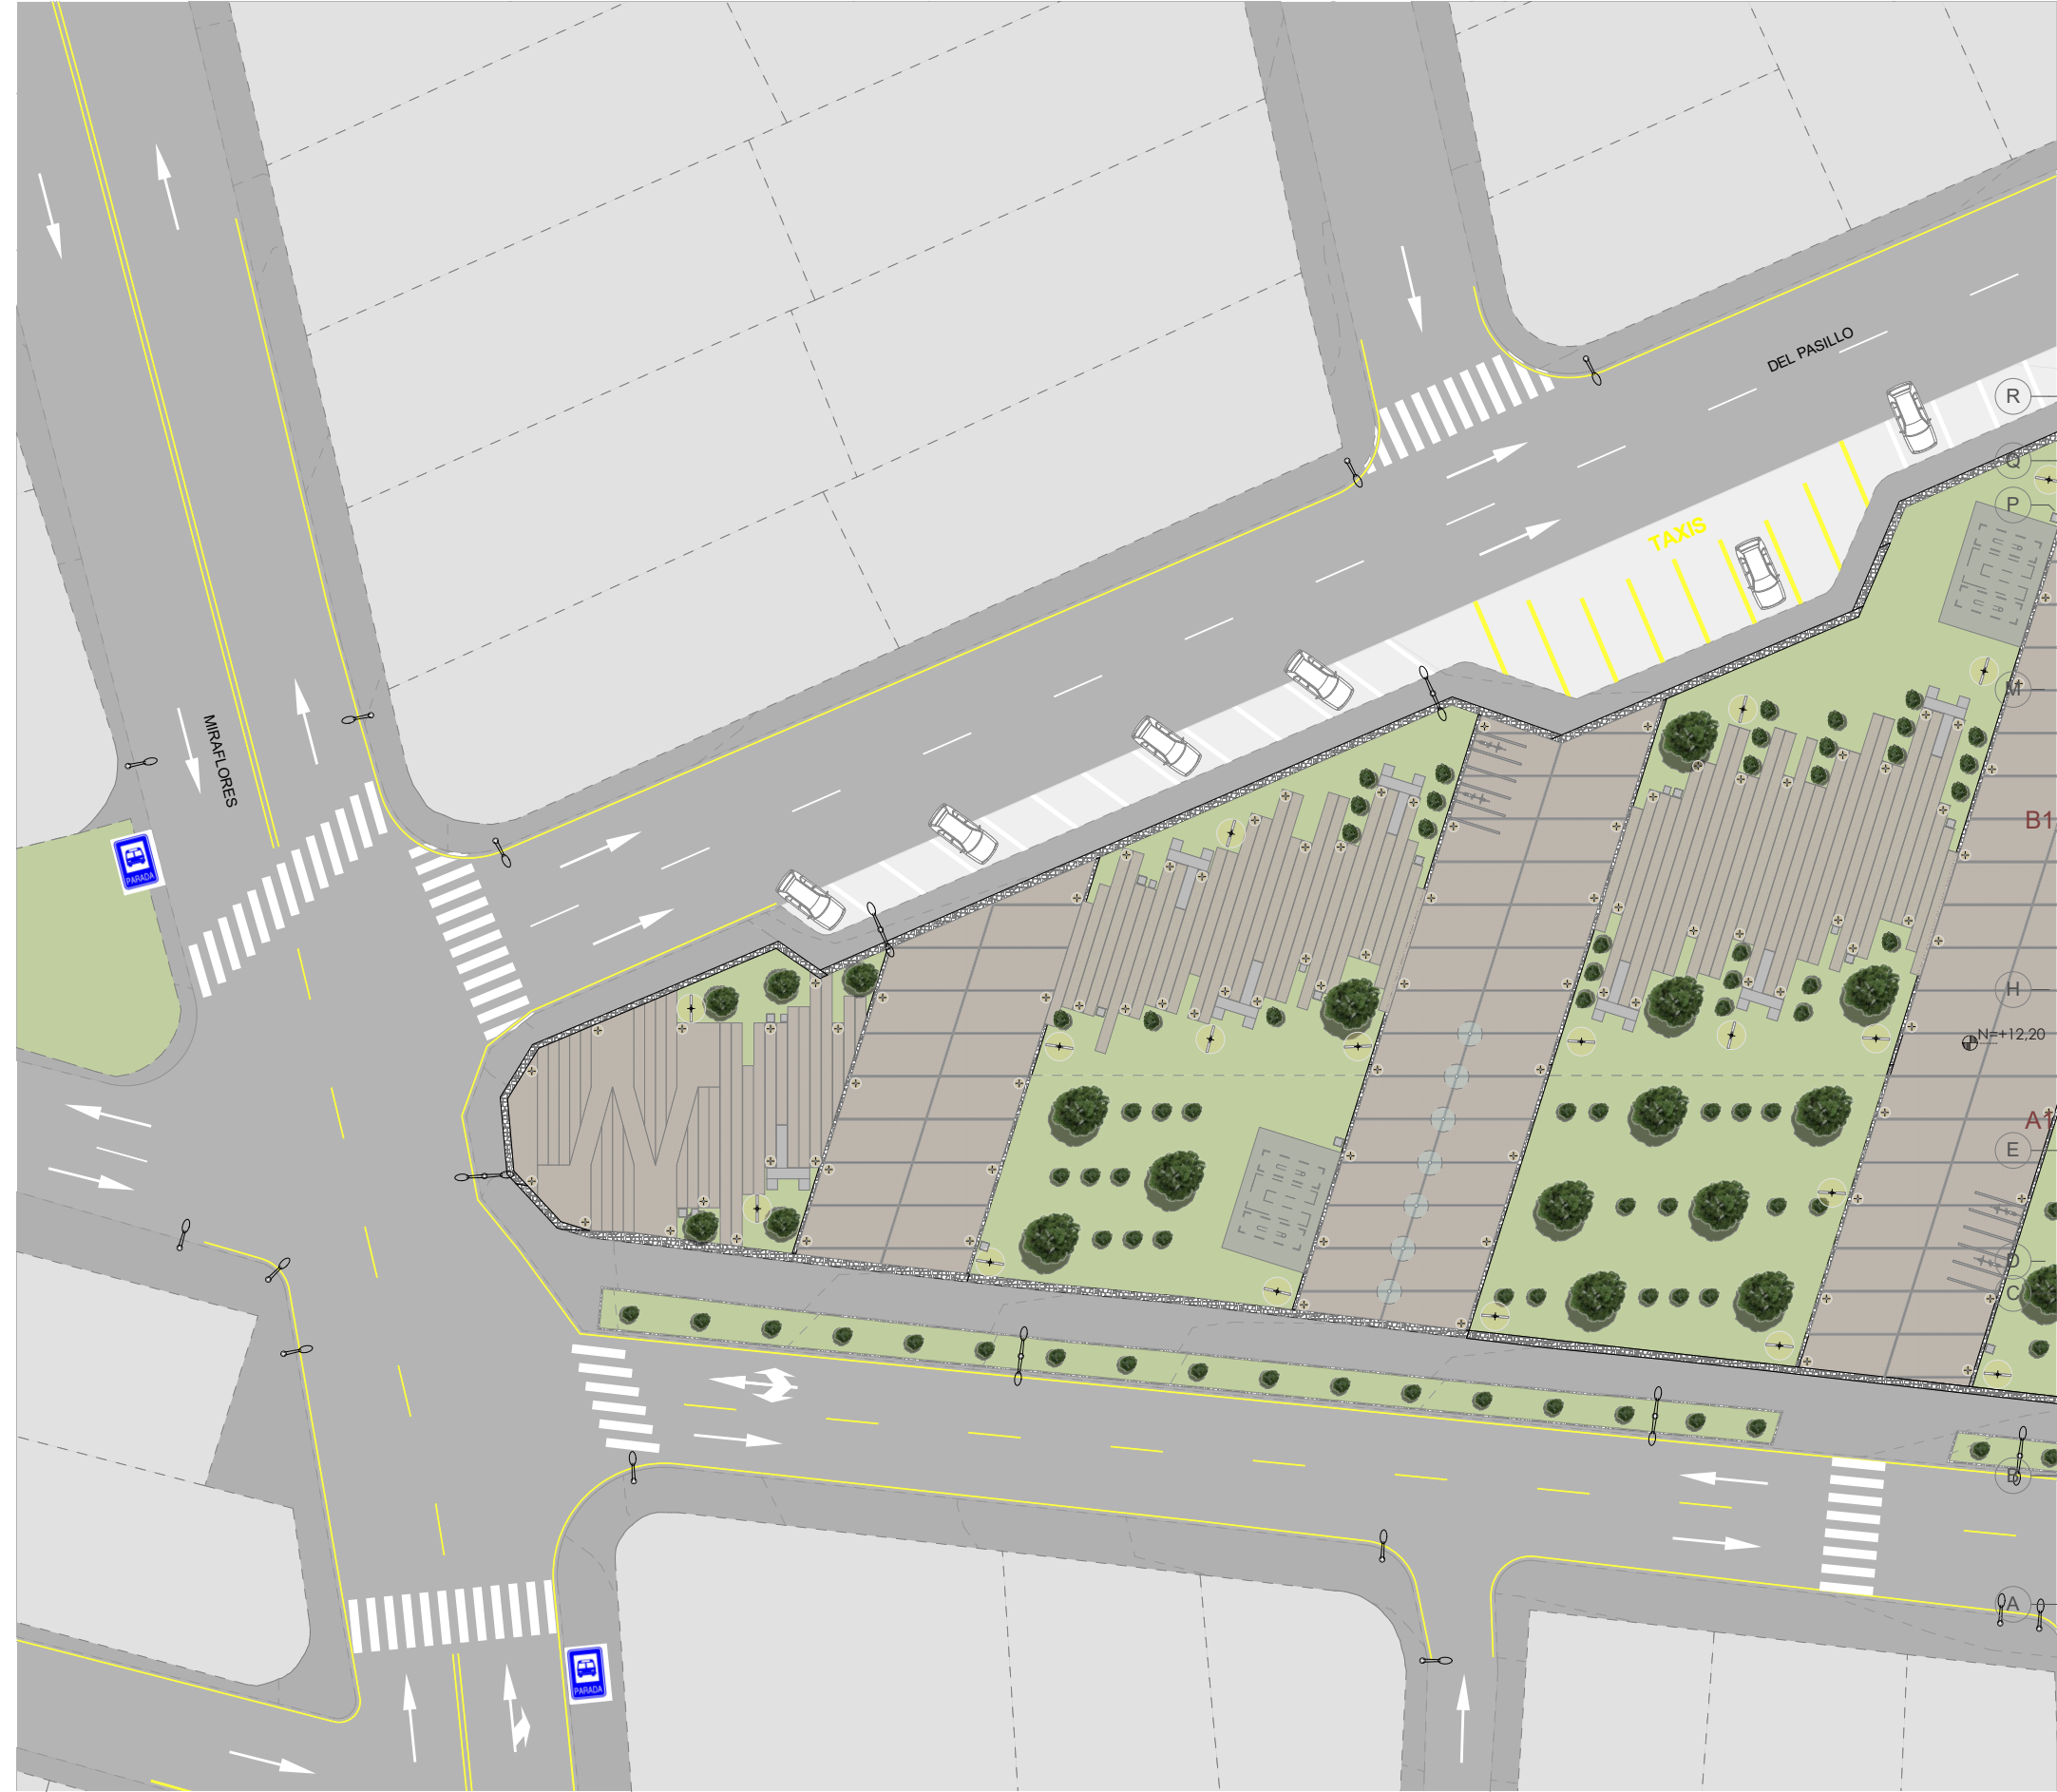 DEL PASILLO
R
Q
P
TAXIS
M
MIRAFLORES
B1
PARADA
H
N=+12,20
A1
E
D
C
B
A
PARADA